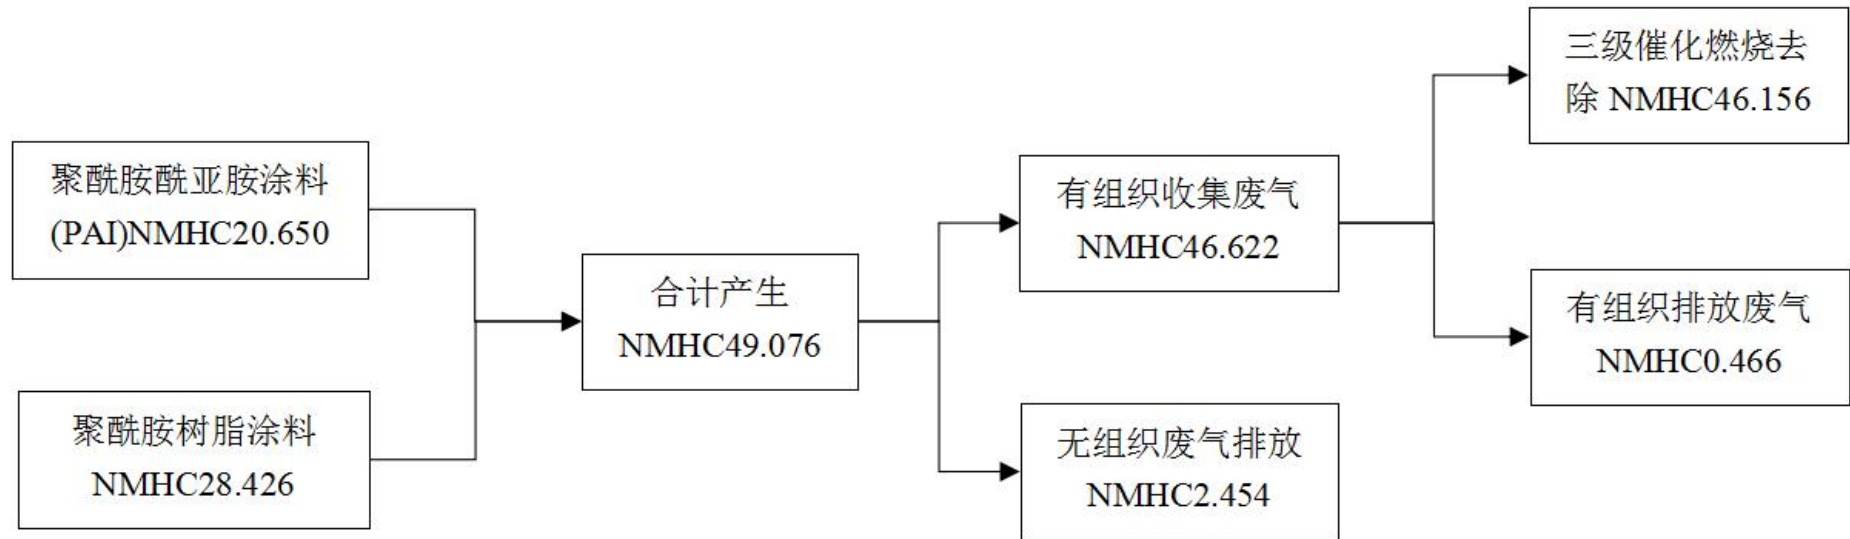 聚酰胺酰亚胺涂料
(PAI)NMHC20.650
聚酰胺树脂涂料
NMHC28.426
合计产生
NMHC49.076
有组织收集废气
NMHC46.622
无组织废气排放
NMHC2.454
三级催化燃烧去
除 NMHC46.156
有组织排放废气
NMHC0.466